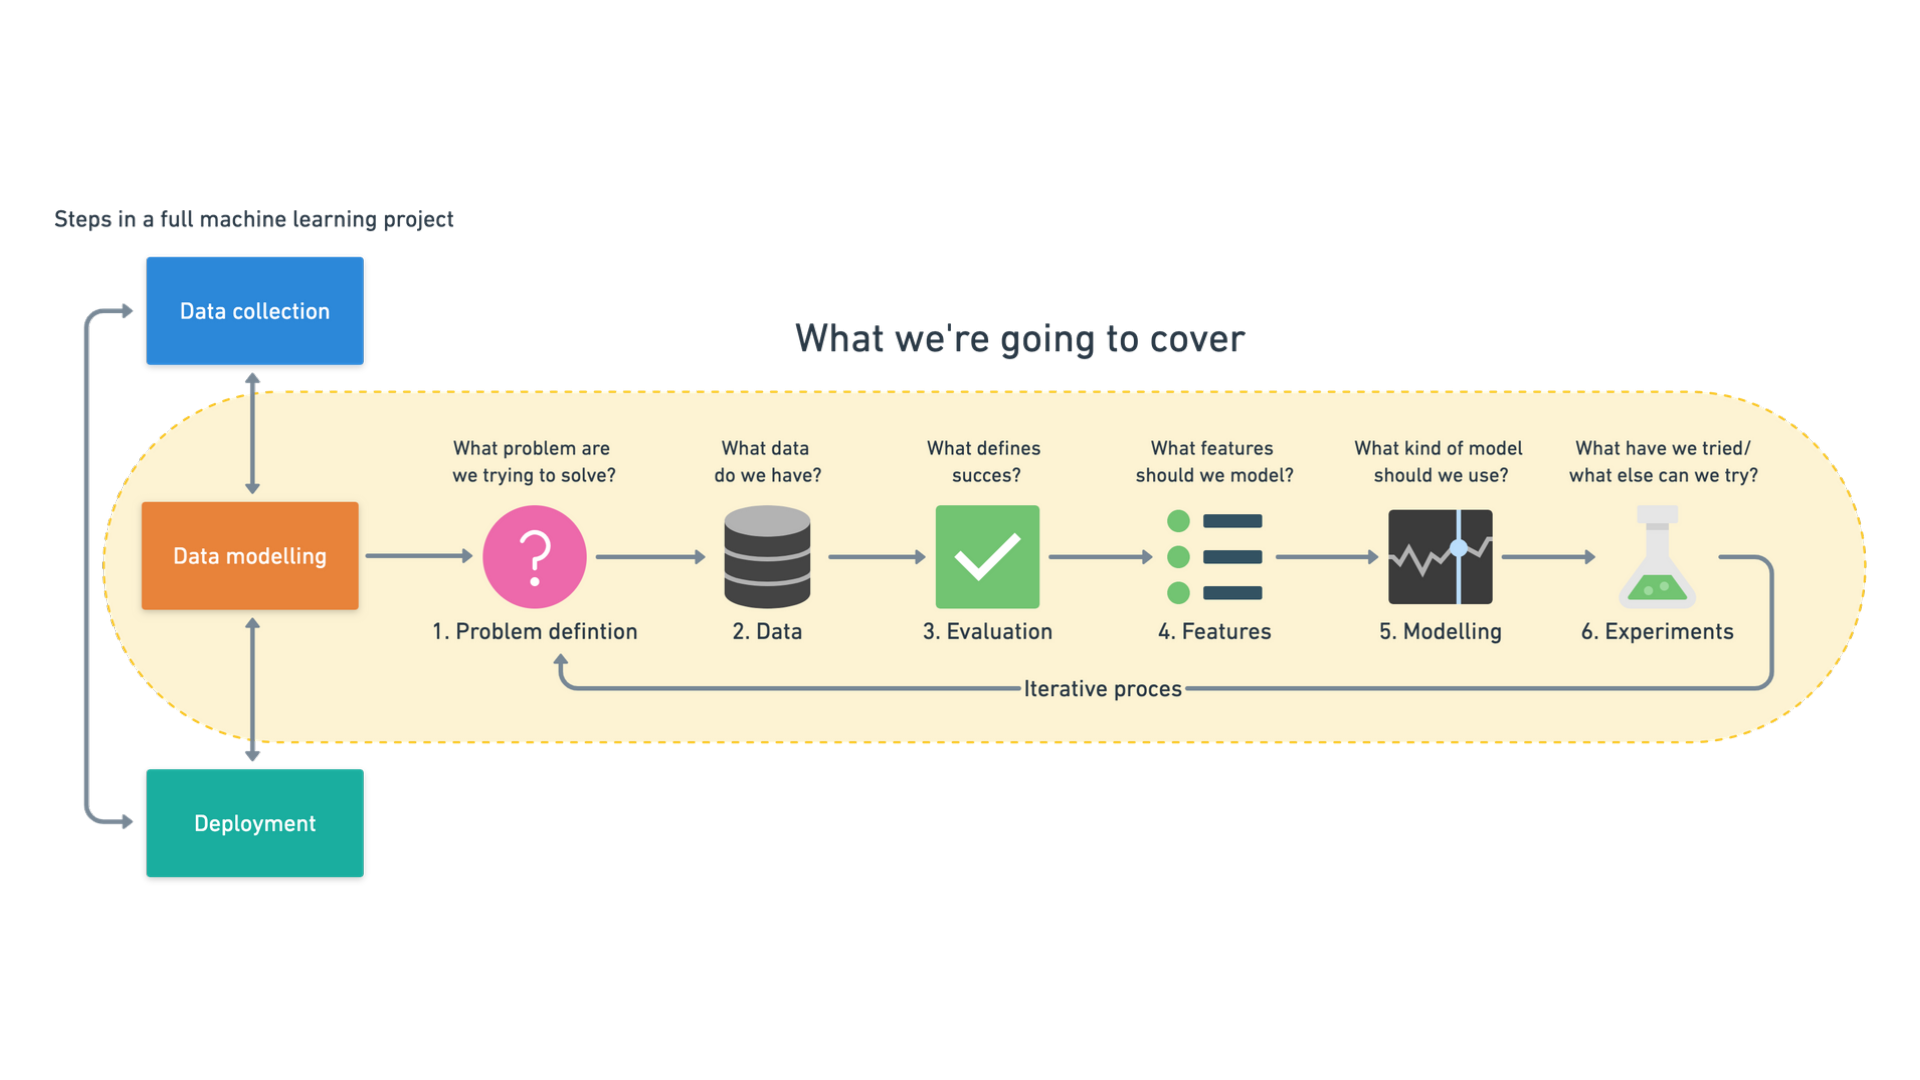 Steps in a full machine learning project
Data collection
What we're going to cover
What problem are
we trying to solve?
What data
do we have?
What defines
succes?
What features
should we model?
What kind of model
should we use?
What have we tried/
what else can we try?
Data modelling
?
1. Problem defintion
2. Data
3. Evaluation
4. Features
5. Modelling
6. Experiments
Iterative proces
Deployment